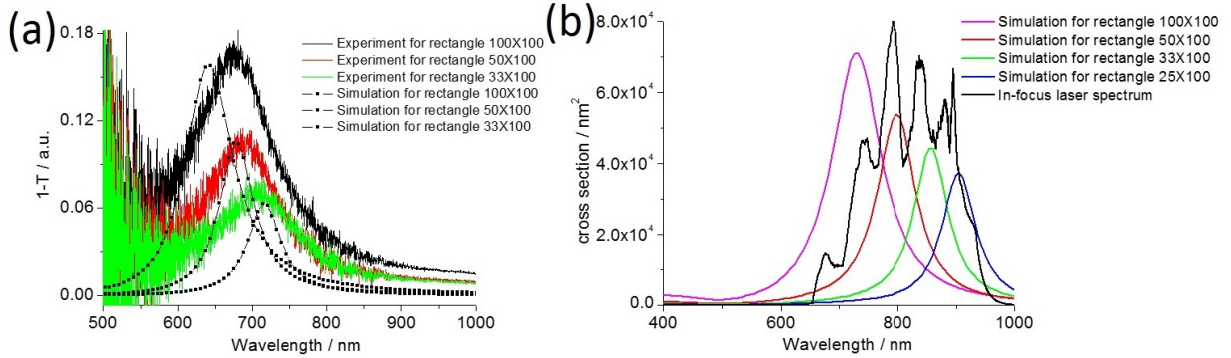 (a)
0.18
0.12
0.06
0.00
1-T / a.u.
Experiment for rectangle 100X100
Experiment for rectangle 50X100
Experiment for rectangle 33X100
Simulation for rectangle 100X100
Simulation for rectangle 50X100
Simulation for rectangle 33X100
500 600 700 800 900 1000
Wavelength / nm
(b)
8.0x10⁴
6.0x10⁴
4.0x10⁴
2.0x10⁴
0.0
cross section / nm²
Simulation for rectangle 100X100
Simulation for rectangle 50X100
Simulation for rectangle 33X100
Simulation for rectangle 25X100
In-focus laser spectrum
400 600 800 1000
Wavelength / nm